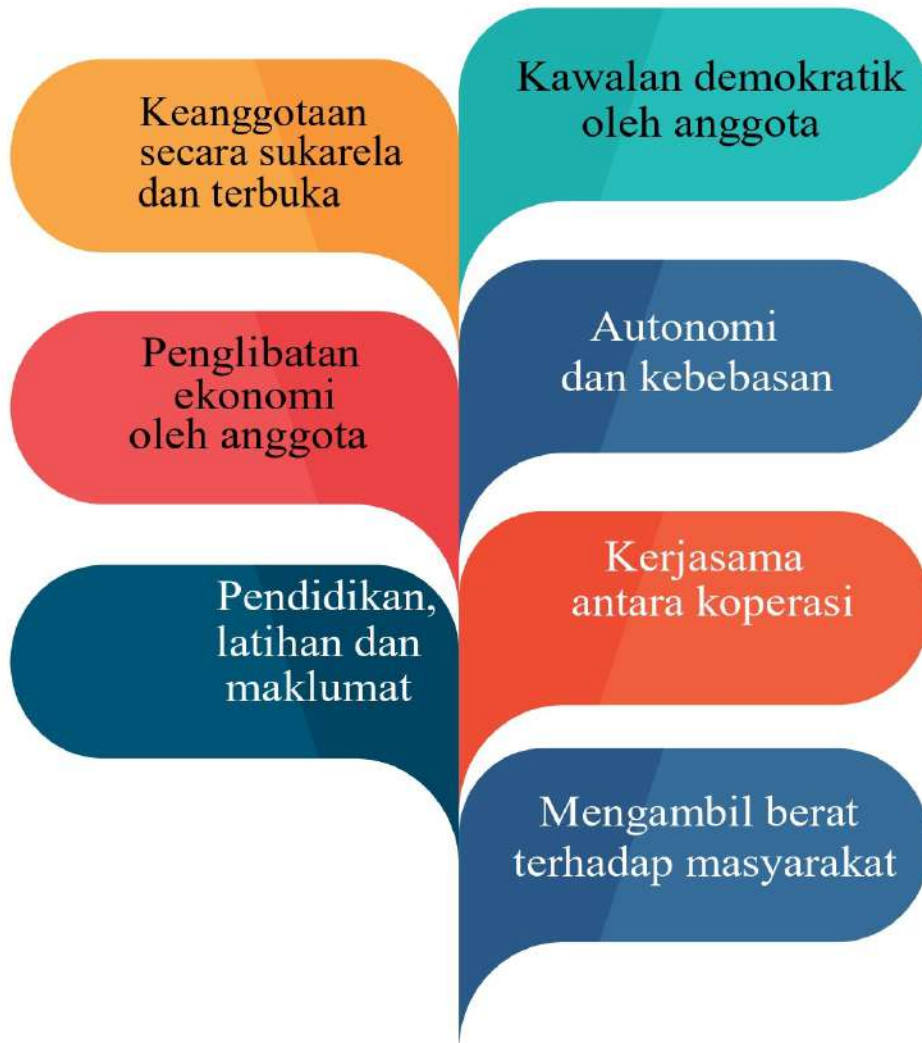 Keanggotaan
secara sukarela
dan terbuka
Kawalan demokratik
oleh anggota
Penglibatan
ekonomi
oleh anggota
Autonomi
dan kebebasan
Pendidikan,
latihan dan
maklumat
Kerjasama
antara koperasi
Mengambil berat
terhadap masyarakat